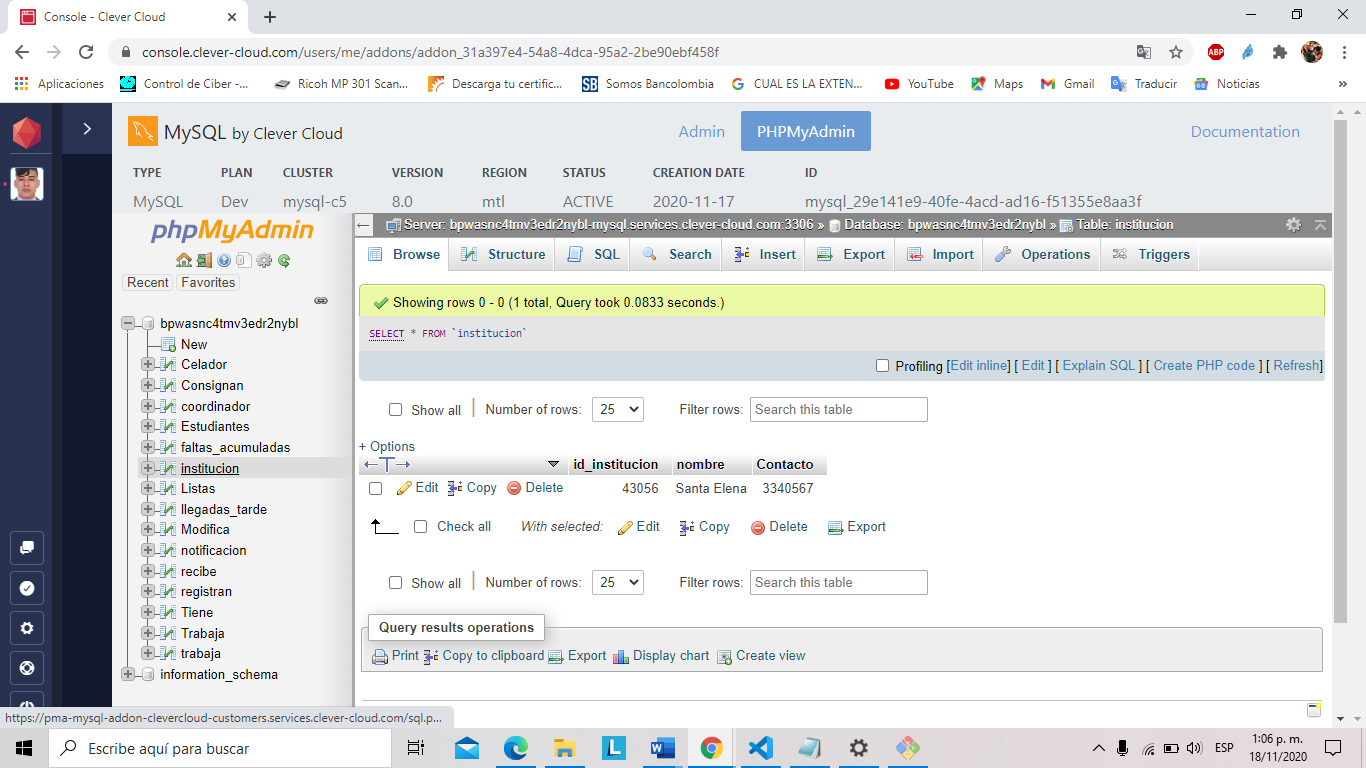 Console - Clever Cloud
console.clever-cloud.com/users/me/addons/addon_31a397e4-54a8-4dca-95a2-2be90ebf458f
ABP
Aplicaciones Control de Ciber -... Ricoh MP 301 Scan... Descarga tu certific... SB Somos Bancolombia CUAL ES LA EXTEN... YouTube Maps Gmail Traducir Noticias »
MySQL by Clever Cloud
Admin PHPMyAdmin Documentation
TYPE PLAN CLUSTER VERSION REGION STATUS CREATION DATE ID
MySQL Dev mysql-c5 8.0 mtl ACTIVE 2020-11-17 mysql_29e141e9-40fe-4acd-ad16-f51355e8aa3f
phpMyAdmin
Recent Favorites
bpwasnc4tmv3edr2nybl
New
Celador
Consignan
coordinador
Estudiantes
faltas_acumuladas
institucion
Listas
llegadas_tarde
Modifica
notificacion
recibe
registran
Tiene
Trabaja
trabaja
information_schema
Server: bpwasnc4tmv3edr2nybl-mysql.services.clever-cloud.com:3306 » Database: bpwasnc4tmv3edr2nybl » Table: institucion
Browse Structure SQL Search Insert Export Import Operations Triggers
Showing rows 0 - 0 (1 total, Query took 0.0833 seconds.)
SELECT * FROM `institucion`
Profiling [Edit inline] [ Edit ] [ Explain SQL ] [ Create PHP code ] [ Refresh]
Show all Number of rows: 25 Filter rows: Search this table
+ Options
id_institucion nombre Contacto
Edit Copy Delete 43056 Santa Elena 3340567
Check all With selected: Edit Copy Delete Export
Show all Number of rows: 25 Filter rows: Search this table
Query results operations
Print Copy to clipboard Export Display chart Create view
https://pma-mysql-addon-clevercloud-customers.services.clever-cloud.com/sql.p...
Escribe aquí para buscar
L
ESP
1:06 p. m.
18/11/2020